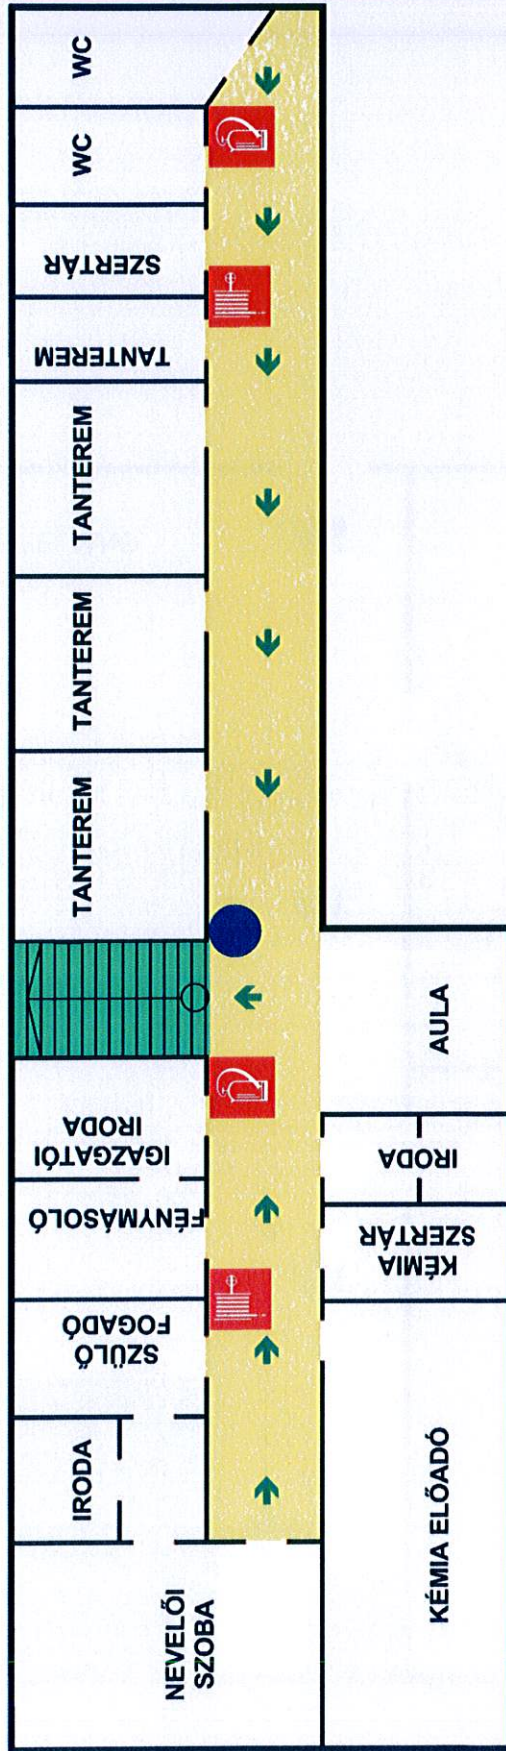 WC
WC
SZERTÁR
TANTEREM
TANTEREM
TANTEREM
TANTEREM
IGAZGATÓI
IRODA
FÉNYMÁSOLÓ
SZÜLŐ
FOGADÓ
IRODA
NEVELŐI
SZOBA
AULA
IRODA
KÉMIA
SZERTÁR
KÉMIA ELŐADÓ